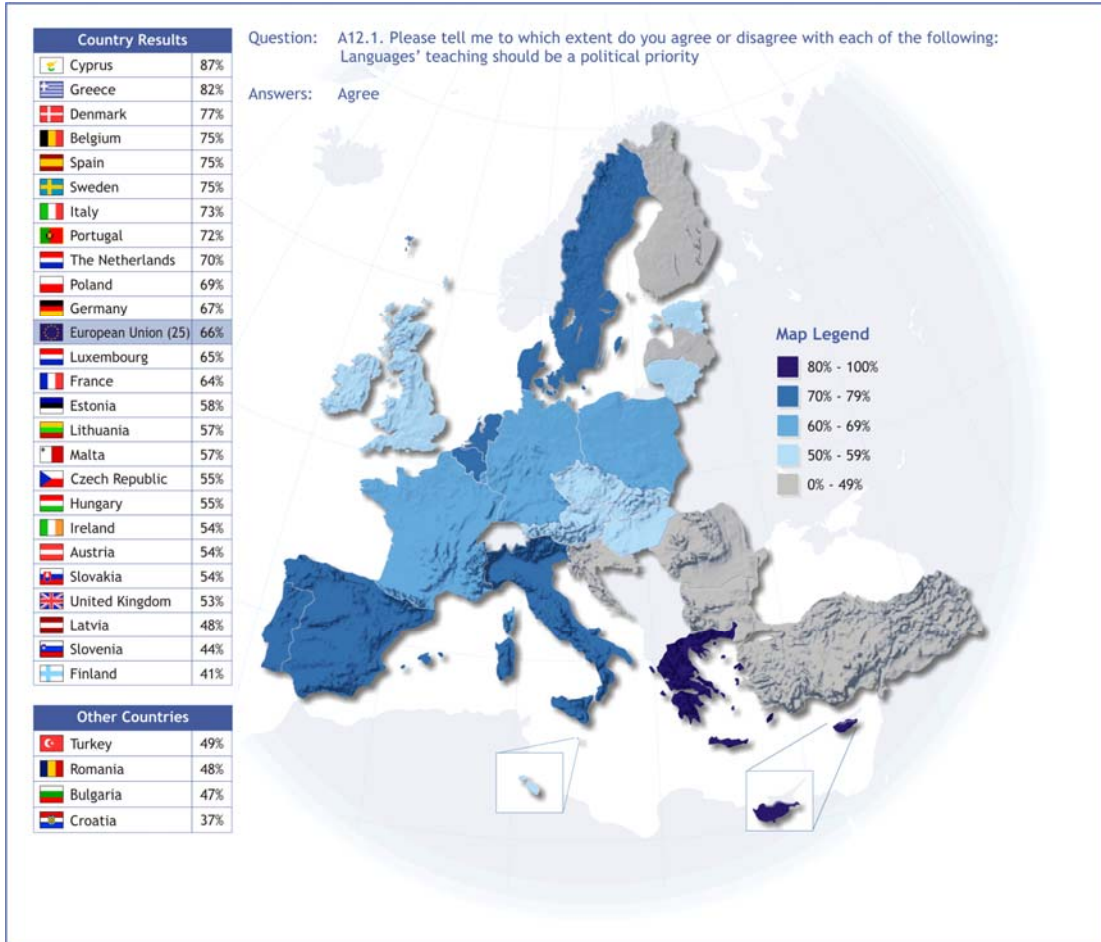 Country Results
Cyprus 87%
Greece 82%
Denmark 77%
Belgium 75%
Spain 75%
Sweden 75%
Italy 73%
Portugal 72%
The Netherlands 70%
Poland 69%
Germany 67%
European Union (25) 66%
Luxembourg 65%
France 64%
Estonia 58%
Lithuania 57%
Malta 57%
Czech Republic 55%
Hungary 55%
Ireland 54%
Austria 54%
Slovakia 54%
United Kingdom 53%
Latvia 48%
Slovenia 44%
Finland 41%
Other Countries
Turkey 49%
Romania 48%
Bulgaria 47%
Croatia 37%
Question: A12.1. Please tell me to which extent do you agree or disagree with each of the following:
Languages’ teaching should be a political priority
Answers: Agree
Map Legend
80% - 100%
70% - 79%
60% - 69%
50% - 59%
0% - 49%